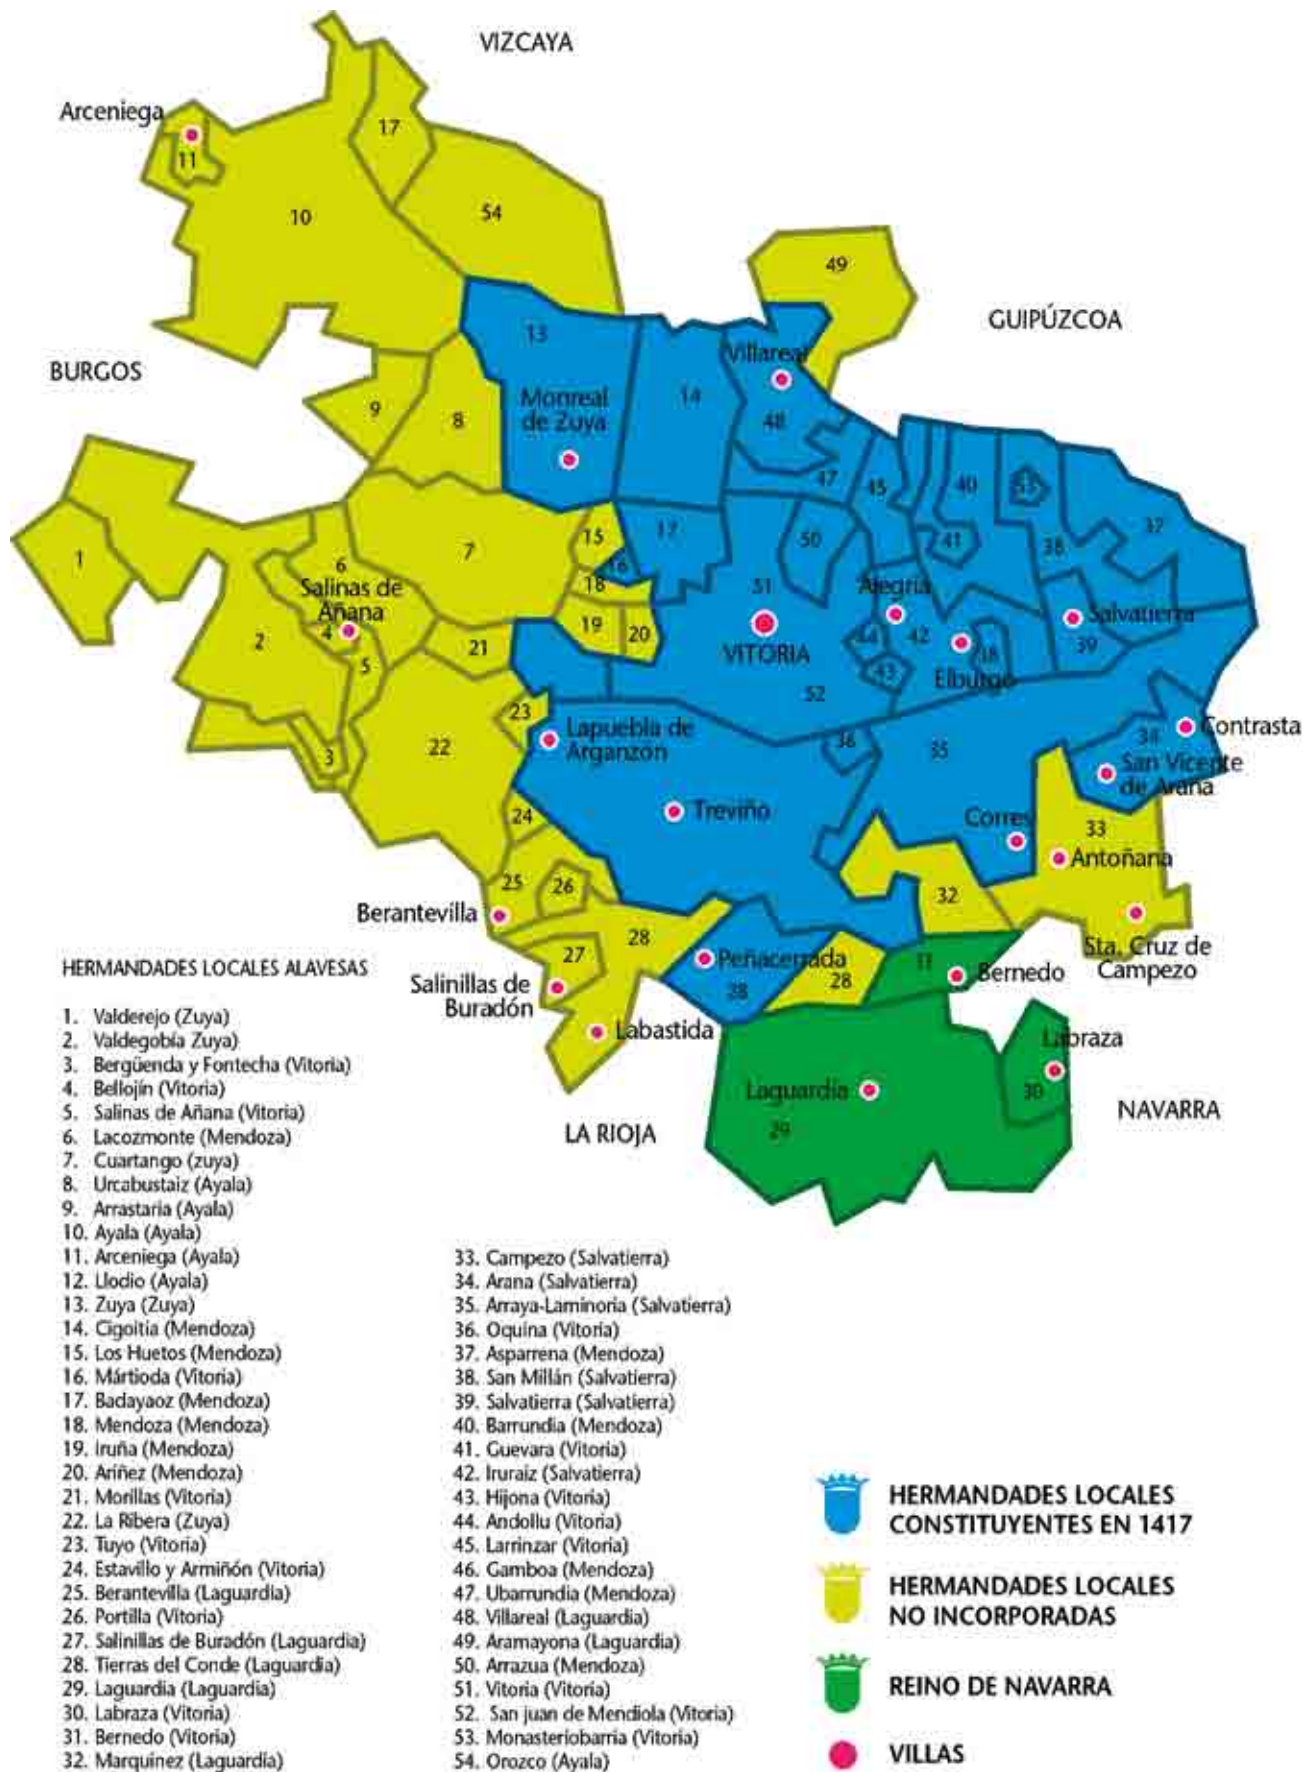 VIZCAYA
Arceniega
17
11
10
54
49
GUIPÚZCOA
13
BURGOS
Villareal
Monreal
de Zuya
14
9
8
48
47
45
40
53
37
15
17
50
41
38
1
7
6
16
18
51
Alegría
Salinas de
Añana
4
2
19
20
VITORIA
44
42
Salvatierra
39
21
5
43
Elburgo
38
52
23
Lapuebla de
Arganzón
22
3
36
35
34
Contrasta
San Vicente
de Arana
24
Treviño
Corres
33
Antoñana
25
26
32
Berantevilla
28
Sta. Cruz de
Campezo
27
Peñacerrada
28
28
11
Bernedo
Salinillas de
Buradón
Labastida
Labraza
Laguardia
30
NAVARRA
LA RIOJA
29
HERMANDADES LOCALES ALAVESAS
1. Valderejo (Zuya)
2. Valdegobía Zuya)
3. Bergüenda y Fontecha (Vitoria)
4. Bellojín (Vitoria)
5. Salinas de Añana (Vitoria)
6. Lacozmonte (Mendoza)
7. Cuartango (zuya)
8. Urcabustaiz (Ayala)
9. Arrastaria (Ayala)
10. Ayala (Ayala)
11. Arceniega (Ayala)
12. Llodio (Ayala)
13. Zuya (Zuya)
14. Cigoitia (Mendoza)
15. Los Huetos (Mendoza)
16. Mártioda (Vitoria)
17. Badayaoz (Mendoza)
18. Mendoza (Mendoza)
19. Iruña (Mendoza)
20. Aríñez (Mendoza)
21. Morillas (Vitoria)
22. La Ribera (Zuya)
23. Tuyo (Vitoria)
24. Estavillo y Armiñón (Vitoria)
25. Berantevilla (Laguardia)
26. Portilla (Vitoria)
27. Salinillas de Buradón (Laguardia)
28. Tierras del Conde (Laguardia)
29. Laguardia (Laguardia)
30. Labraza (Vitoria)
31. Bernedo (Vitoria)
32. Marquinez (Laguardia)
33. Campezo (Salvatierra)
34. Arana (Salvatierra)
35. Arraya-Laminoria (Salvatierra)
36. Oquina (Vitoria)
37. Asparrena (Mendoza)
38. San Millán (Salvatierra)
39. Salvatierra (Salvatierra)
40. Barrundia (Mendoza)
41. Guevara (Vitoria)
42. Iruraiz (Salvatierra)
43. Hijona (Vitoria)
44. Andollu (Vitoria)
45. Larrinzar (Vitoria)
46. Gamboa (Mendoza)
47. Ubarrundia (Mendoza)
48. Villareal (Laguardia)
49. Aramayona (Laguardia)
50. Arrazua (Mendoza)
51. Vitoria (Vitoria)
52. San juan de Mendiola (Vitoria)
53. Monasteriobarria (Vitoria)
54. Orozco (Ayala)
HERMANDADES LOCALES
CONSTITUYENTES EN 1417
HERMANDADES LOCALES
NO INCORPORADAS
REINO DE NAVARRA
VILLAS